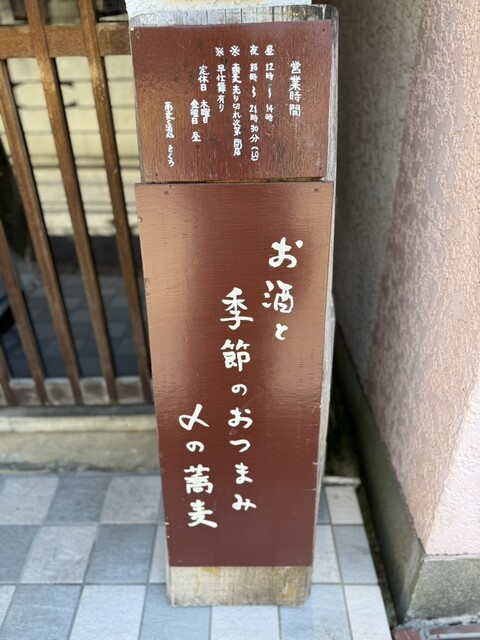 営業時間
昼 12時〜14時
夜 18時〜21時30分(LO)
※ 蕎麦売り切れ次第閉店
※ 早仕舞有り
定休日 木曜日
金曜日 昼
お酒と
季節のおつまみ
〆の蕎麦